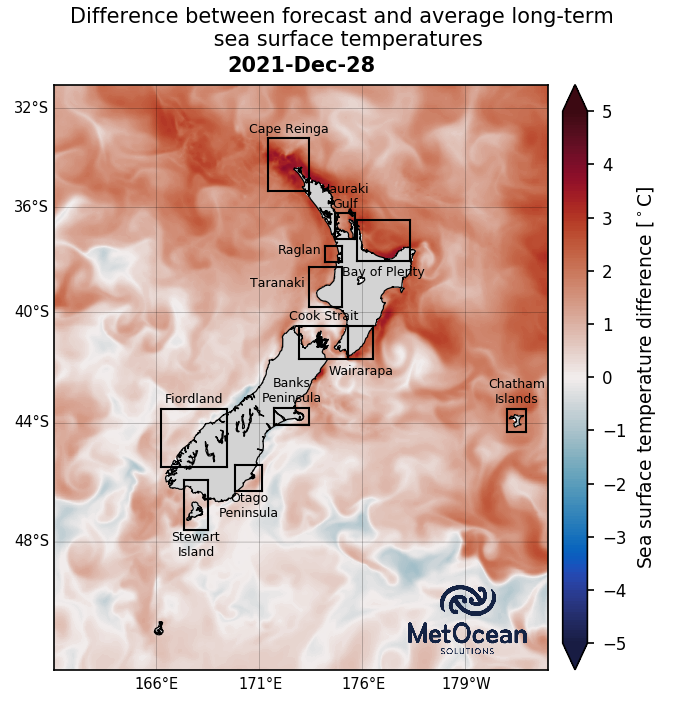 Difference between forecast and average long-term
sea surface temperatures
2021-Dec-28
32°S
36°S
40°S
44°S
48°S
166°E
171°E
176°E
179°W
Cape Reinga
Hauraki
Gulf
Raglan
Bay of Plenty
Taranaki
Cook Strait
Wairarapa
Banks
Peninsula
Fiordland
Chatham
Islands
Otago
Peninsula
Stewart
Island
MetOcean
SOLUTIONS
5
4
3
2
1
0
−1
−2
−3
−4
−5
Sea surface temperature difference [°C]